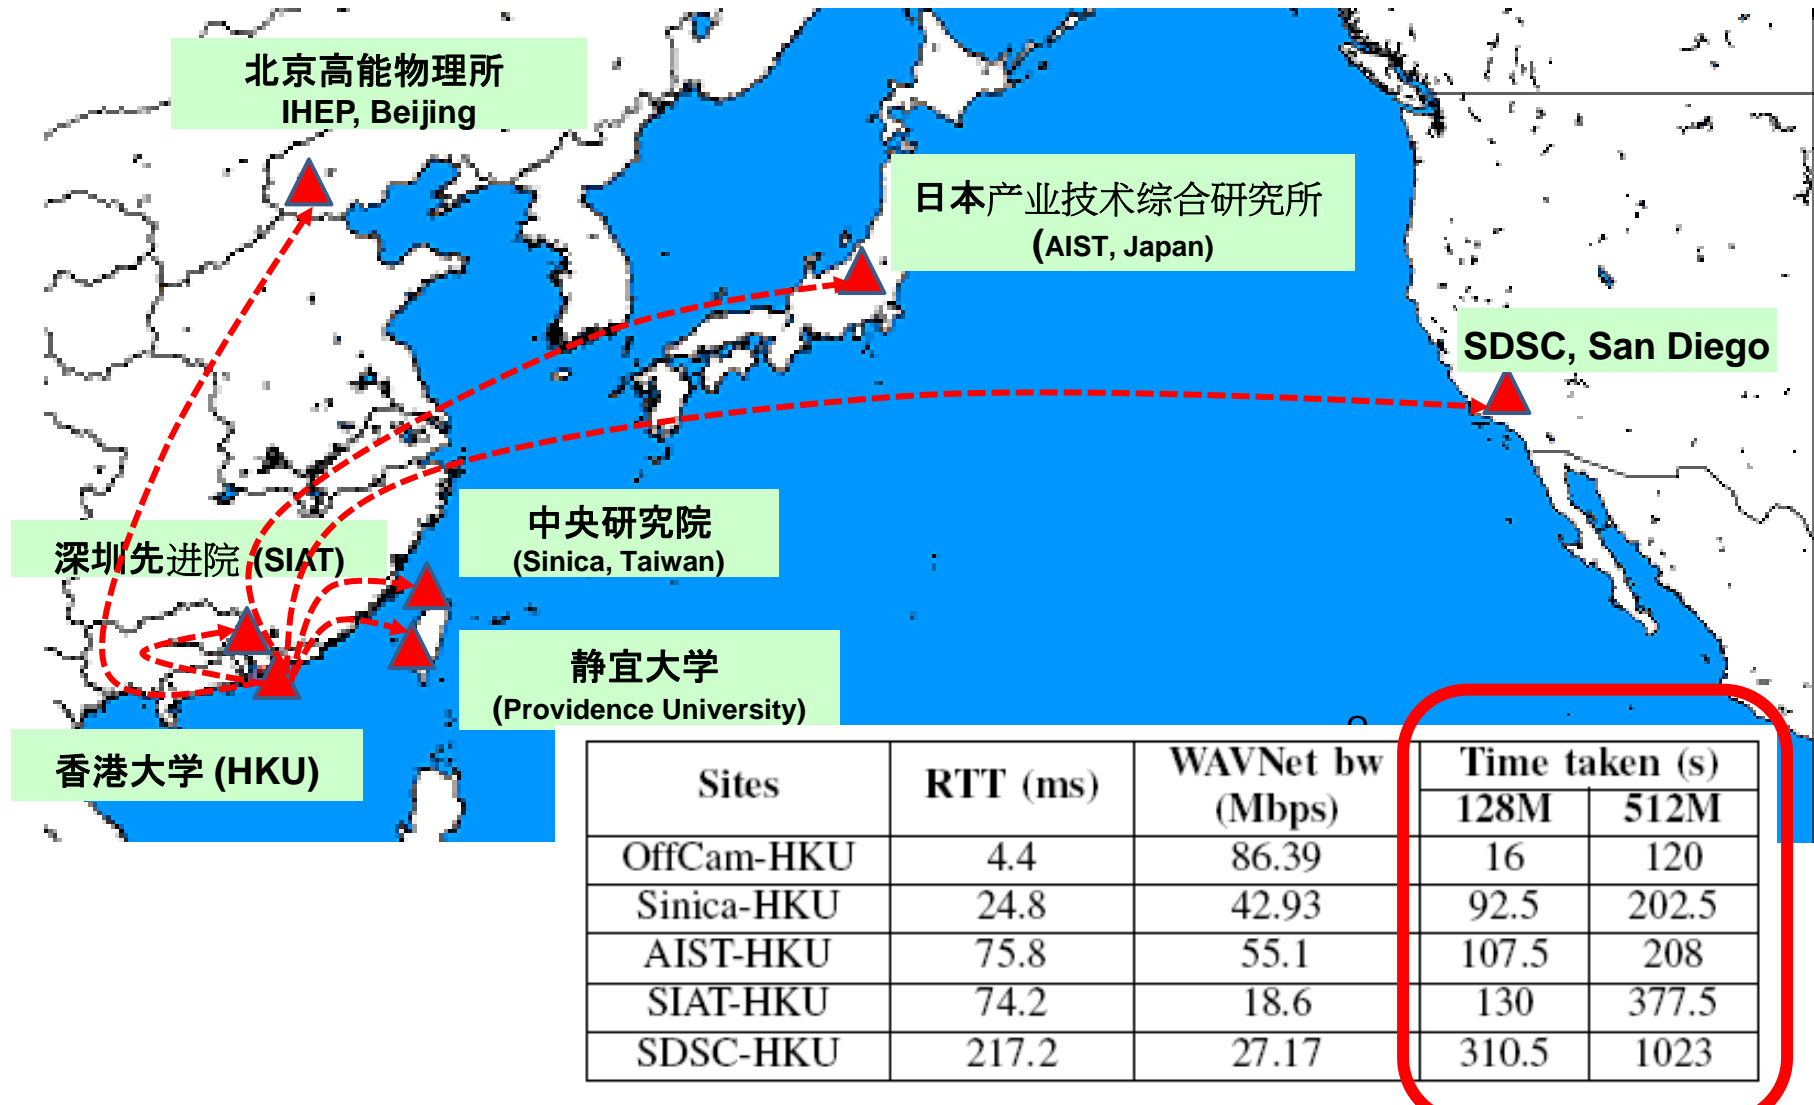 北京高能物理所
IHEP, Beijing
日本产业技术综合研究所
(AIST, Japan)
SDSC, San Diego
中央研究院
(Sinica, Taiwan)
深圳先进院 (SIAT)
静宜大学
(Providence University)
香港大学 (HKU)
Sites RTT (ms) WAVNet bw (Mbps) Time taken (s)
128M 512M
OffCam-HKU 4.4 86.39 16 120
Sinica-HKU 24.8 42.93 92.5 202.5
AIST-HKU 75.8 55.1 107.5 208
SIAT-HKU 74.2 18.6 130 377.5
SDSC-HKU 217.2 27.17 310.5 1023